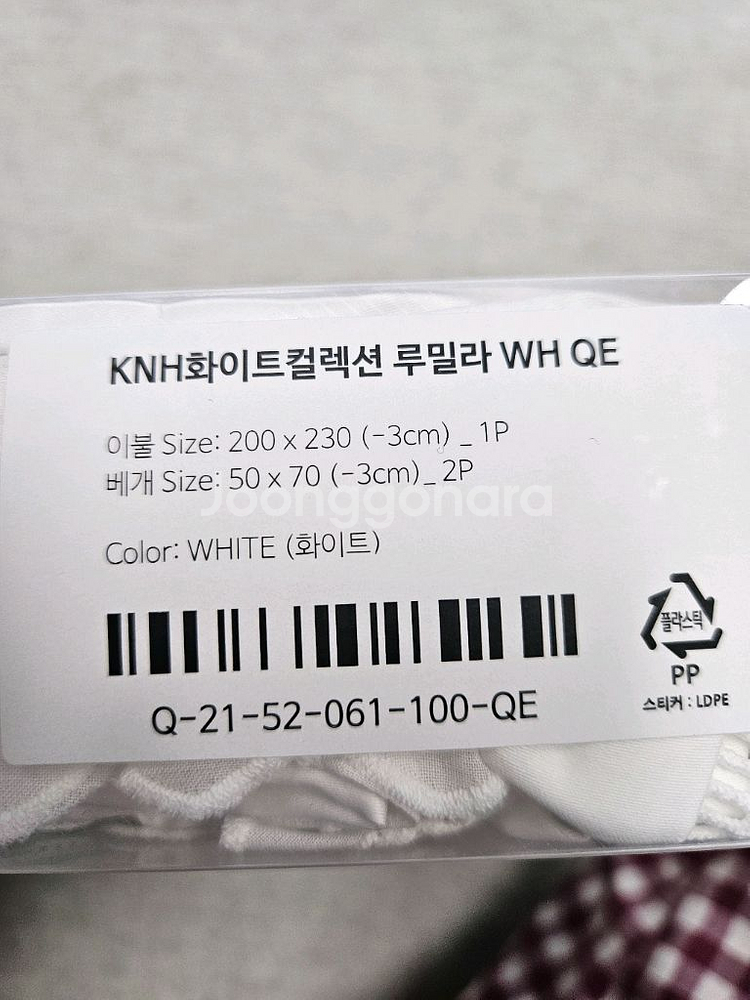 KNH화이트컬렉션 루밀라 WH QE
이불 Size: 200 x 230 (-3cm) _ 1P
베개 Size: 50 x 70 (-3cm)_ 2P
Joonggonara
Color: WHITE (화이트)
Q-21-52-061-100-QE
플라스틱
PP
스티커 : LDPE